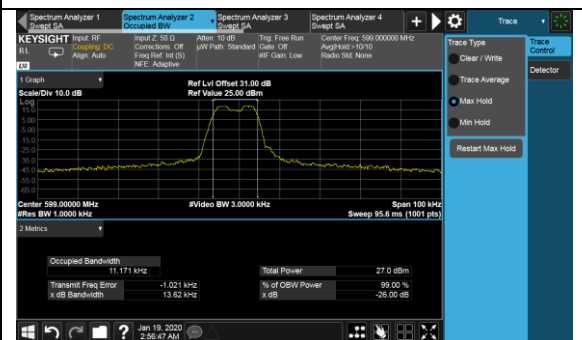 Spectrum Analyzer 1
Swept SA
Spectrum Analyzer 2
Occupied BW
Spectrum Analyzer 3
Swept SA
Spectrum Analyzer 4
Swept SA
Trace
KEYSIGHT
RL
Input: RF
Coupling: DC
Align: Auto
Input Z: 50 Ω
Corrections: Off
Freq Ref: Int (S)
NFE: Adaptive
Atten: 10 dB
µW Path: Standard
Trig: Free Run
Gate: Off
#IF Gain: Low
Center Freq: 599.000000 MHz
Avg|Hold:>10/10
Radio Std: None
LXI
1 Graph
Scale/Div 10.0 dB
Ref Lvl Offset 31.00 dB
Ref Value 25.00 dBm
Log
15.0
5.00
-5.00
-15.0
-25.0
-35.0
-45.0
-55.0
-65.0
Center 599.00000 MHz
#Video BW 3.0000 kHz
Span 100 kHz
#Res BW 1.0000 kHz
Sweep 95.6 ms (1001 pts)
2 Metrics
Occupied Bandwidth
11.171 kHz
Total Power
27.0 dBm
Transmit Freq Error
-1.021 kHz
% of OBW Power
99.00 %
x dB Bandwidth
13.62 kHz
x dB
-26.00 dB
Jan 19, 2020
2:56:47 AM
Trace Type
Clear / Write
Trace Average
Max Hold
Min Hold
Restart Max Hold
Trace
Control
Detector